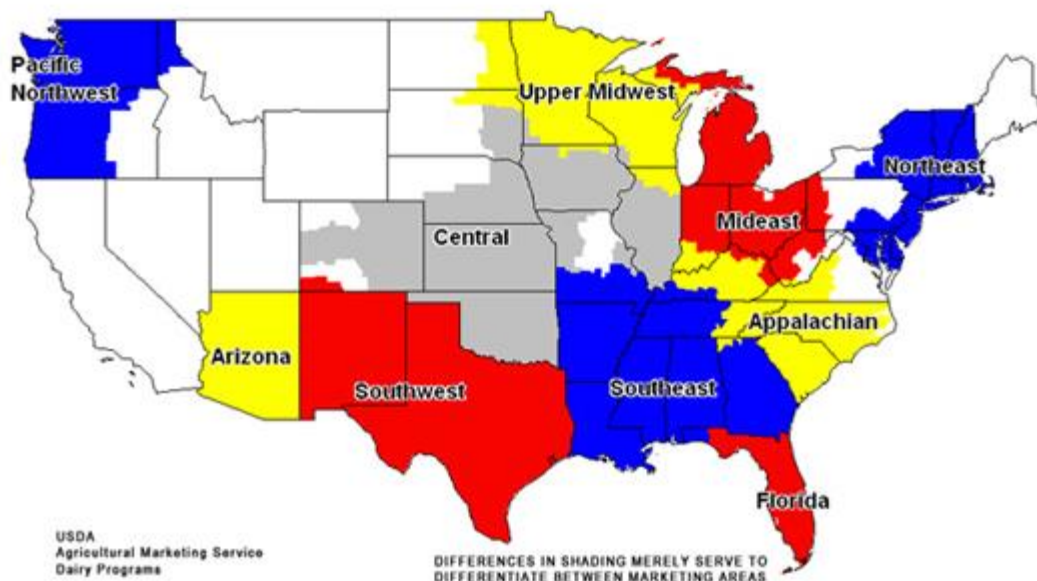 Pacific
Northwest
Upper Midwest
Northeast
Mideast
Central
Appalachian
Arizona
Southwest
Southeast
Florida
USDA
Agricultural Marketing Service
Dairy Programs
DIFFERENCES IN SHADING MERELY SERVE TO
DIFFERENTIATE BETWEEN MARKETING AREAS